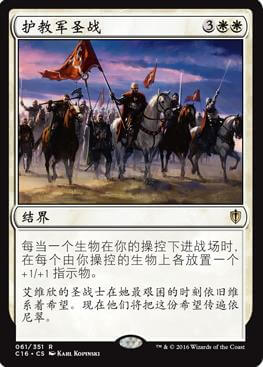 护教军圣战 3
结界
每当一个生物在你的操控下进战场时，
在每个由你操控的生物上各放置一个
+1/+1 指示物。
艾维欣的圣战士在她最艰困的时刻依旧维
系着希望。现在他们将把这份希望传遍依
尼翠。
061/351 R
C16 • CS Karl Kopinski
™ & © 2016 Wizards of the Coast